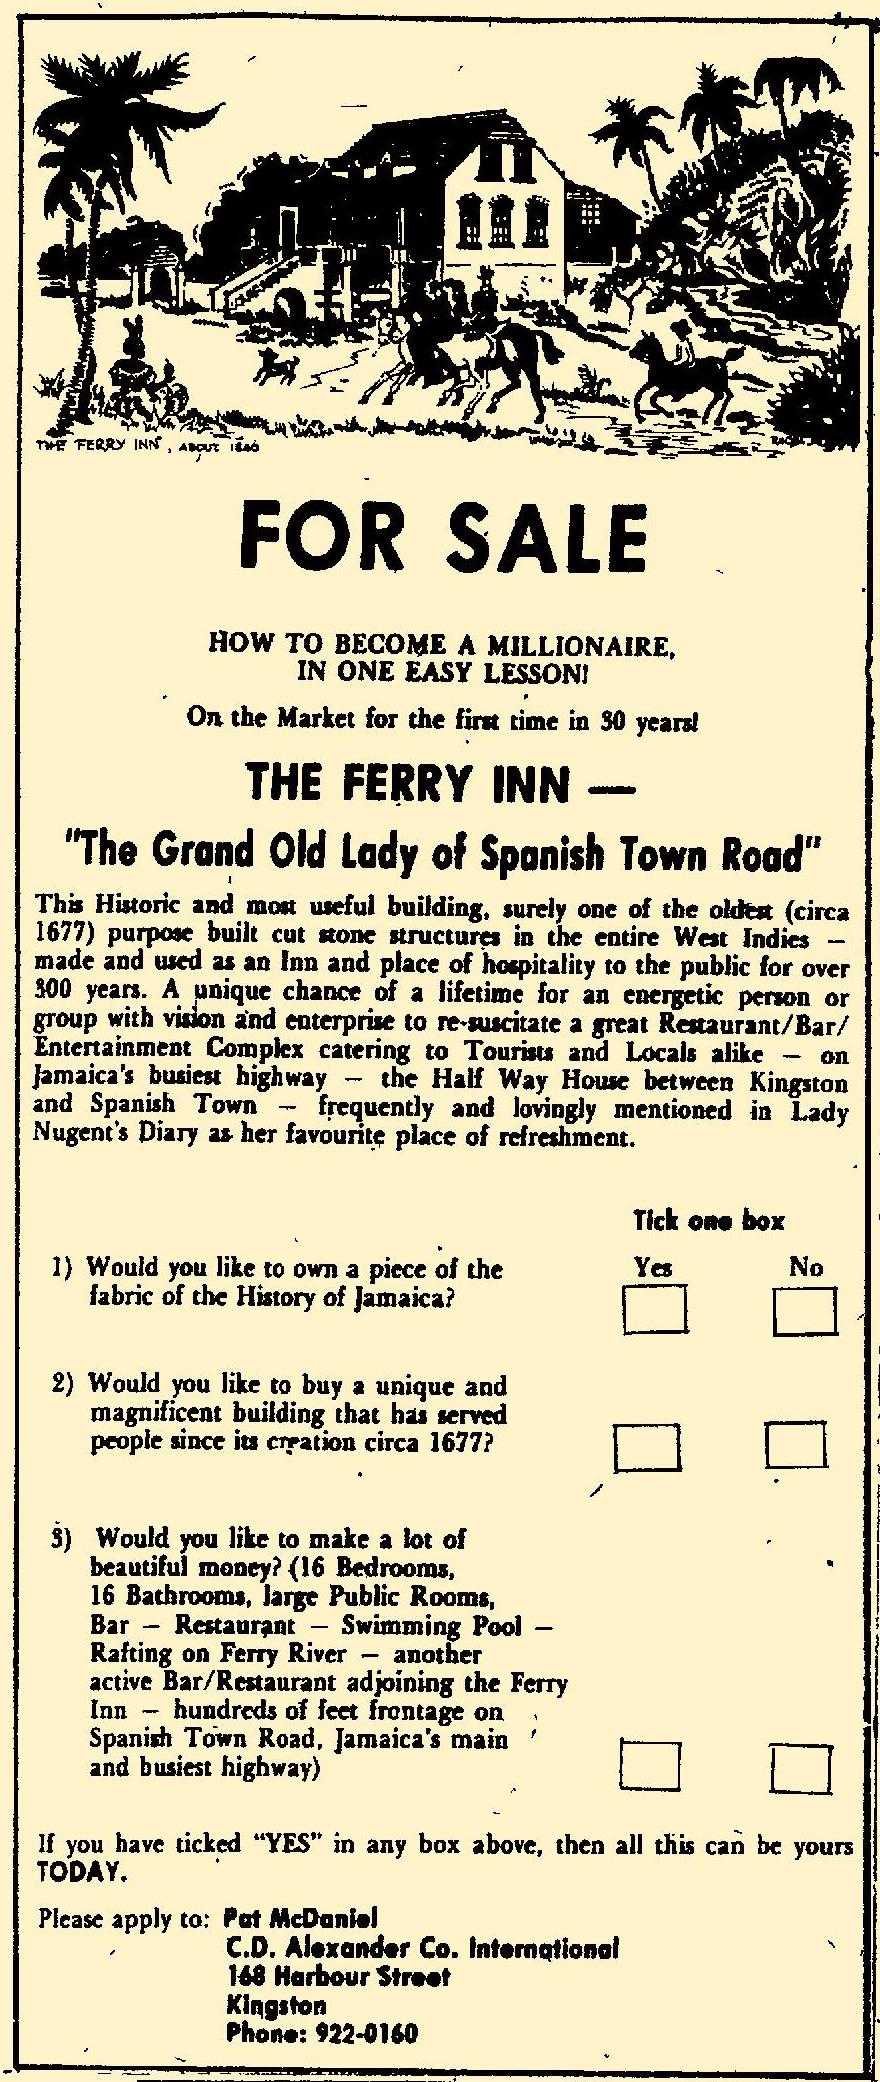 THE FERRY INN, ABOUT 1840
FOR SALE
HOW TO BECOME A MILLIONAIRE,
IN ONE EASY LESSON!
On the Market for the first time in 30 years!
THE FERRY INN —
"The Grand Old Lady of Spanish Town Road"
This Historic and most useful building, surely one of the oldest (circa
1677) purpose built cut stone structures in the entire West Indies —
made and used as an Inn and place of hospitality to the public for over
300 years. A unique chance of a lifetime for an energetic person or
group with vision and enterprise to re-suscitate a great Restaurant/Bar/
Entertainment Complex catering to Tourists and Locals alike — on
Jamaica's busiest highway — the Half Way House between Kingston
and Spanish Town — frequently and lovingly mentioned in Lady
Nugent's Diary as her favourite place of refreshment.
Tick one box
Yes No
1) Would you like to own a piece of the
fabric of the History of Jamaica?
2) Would you like to buy a unique and
magnificent building that has served
people since its creation circa 1677?
3) Would you like to make a lot of
beautiful money? (16 Bedrooms,
16 Bathrooms, large Public Rooms,
Bar — Restaurant — Swimming Pool —
Rafting on Ferry River — another
active Bar/Restaurant adjoining the Ferry
Inn — hundreds of feet frontage on
Spanish Town Road, Jamaica's main
and busiest highway)
If you have ticked "YES" in any box above, then all this can be yours
TODAY.
Please apply to: Pat McDaniel
C.D. Alexander Co. International
168 Harbour Street
Kingston
Phone: 922-0160